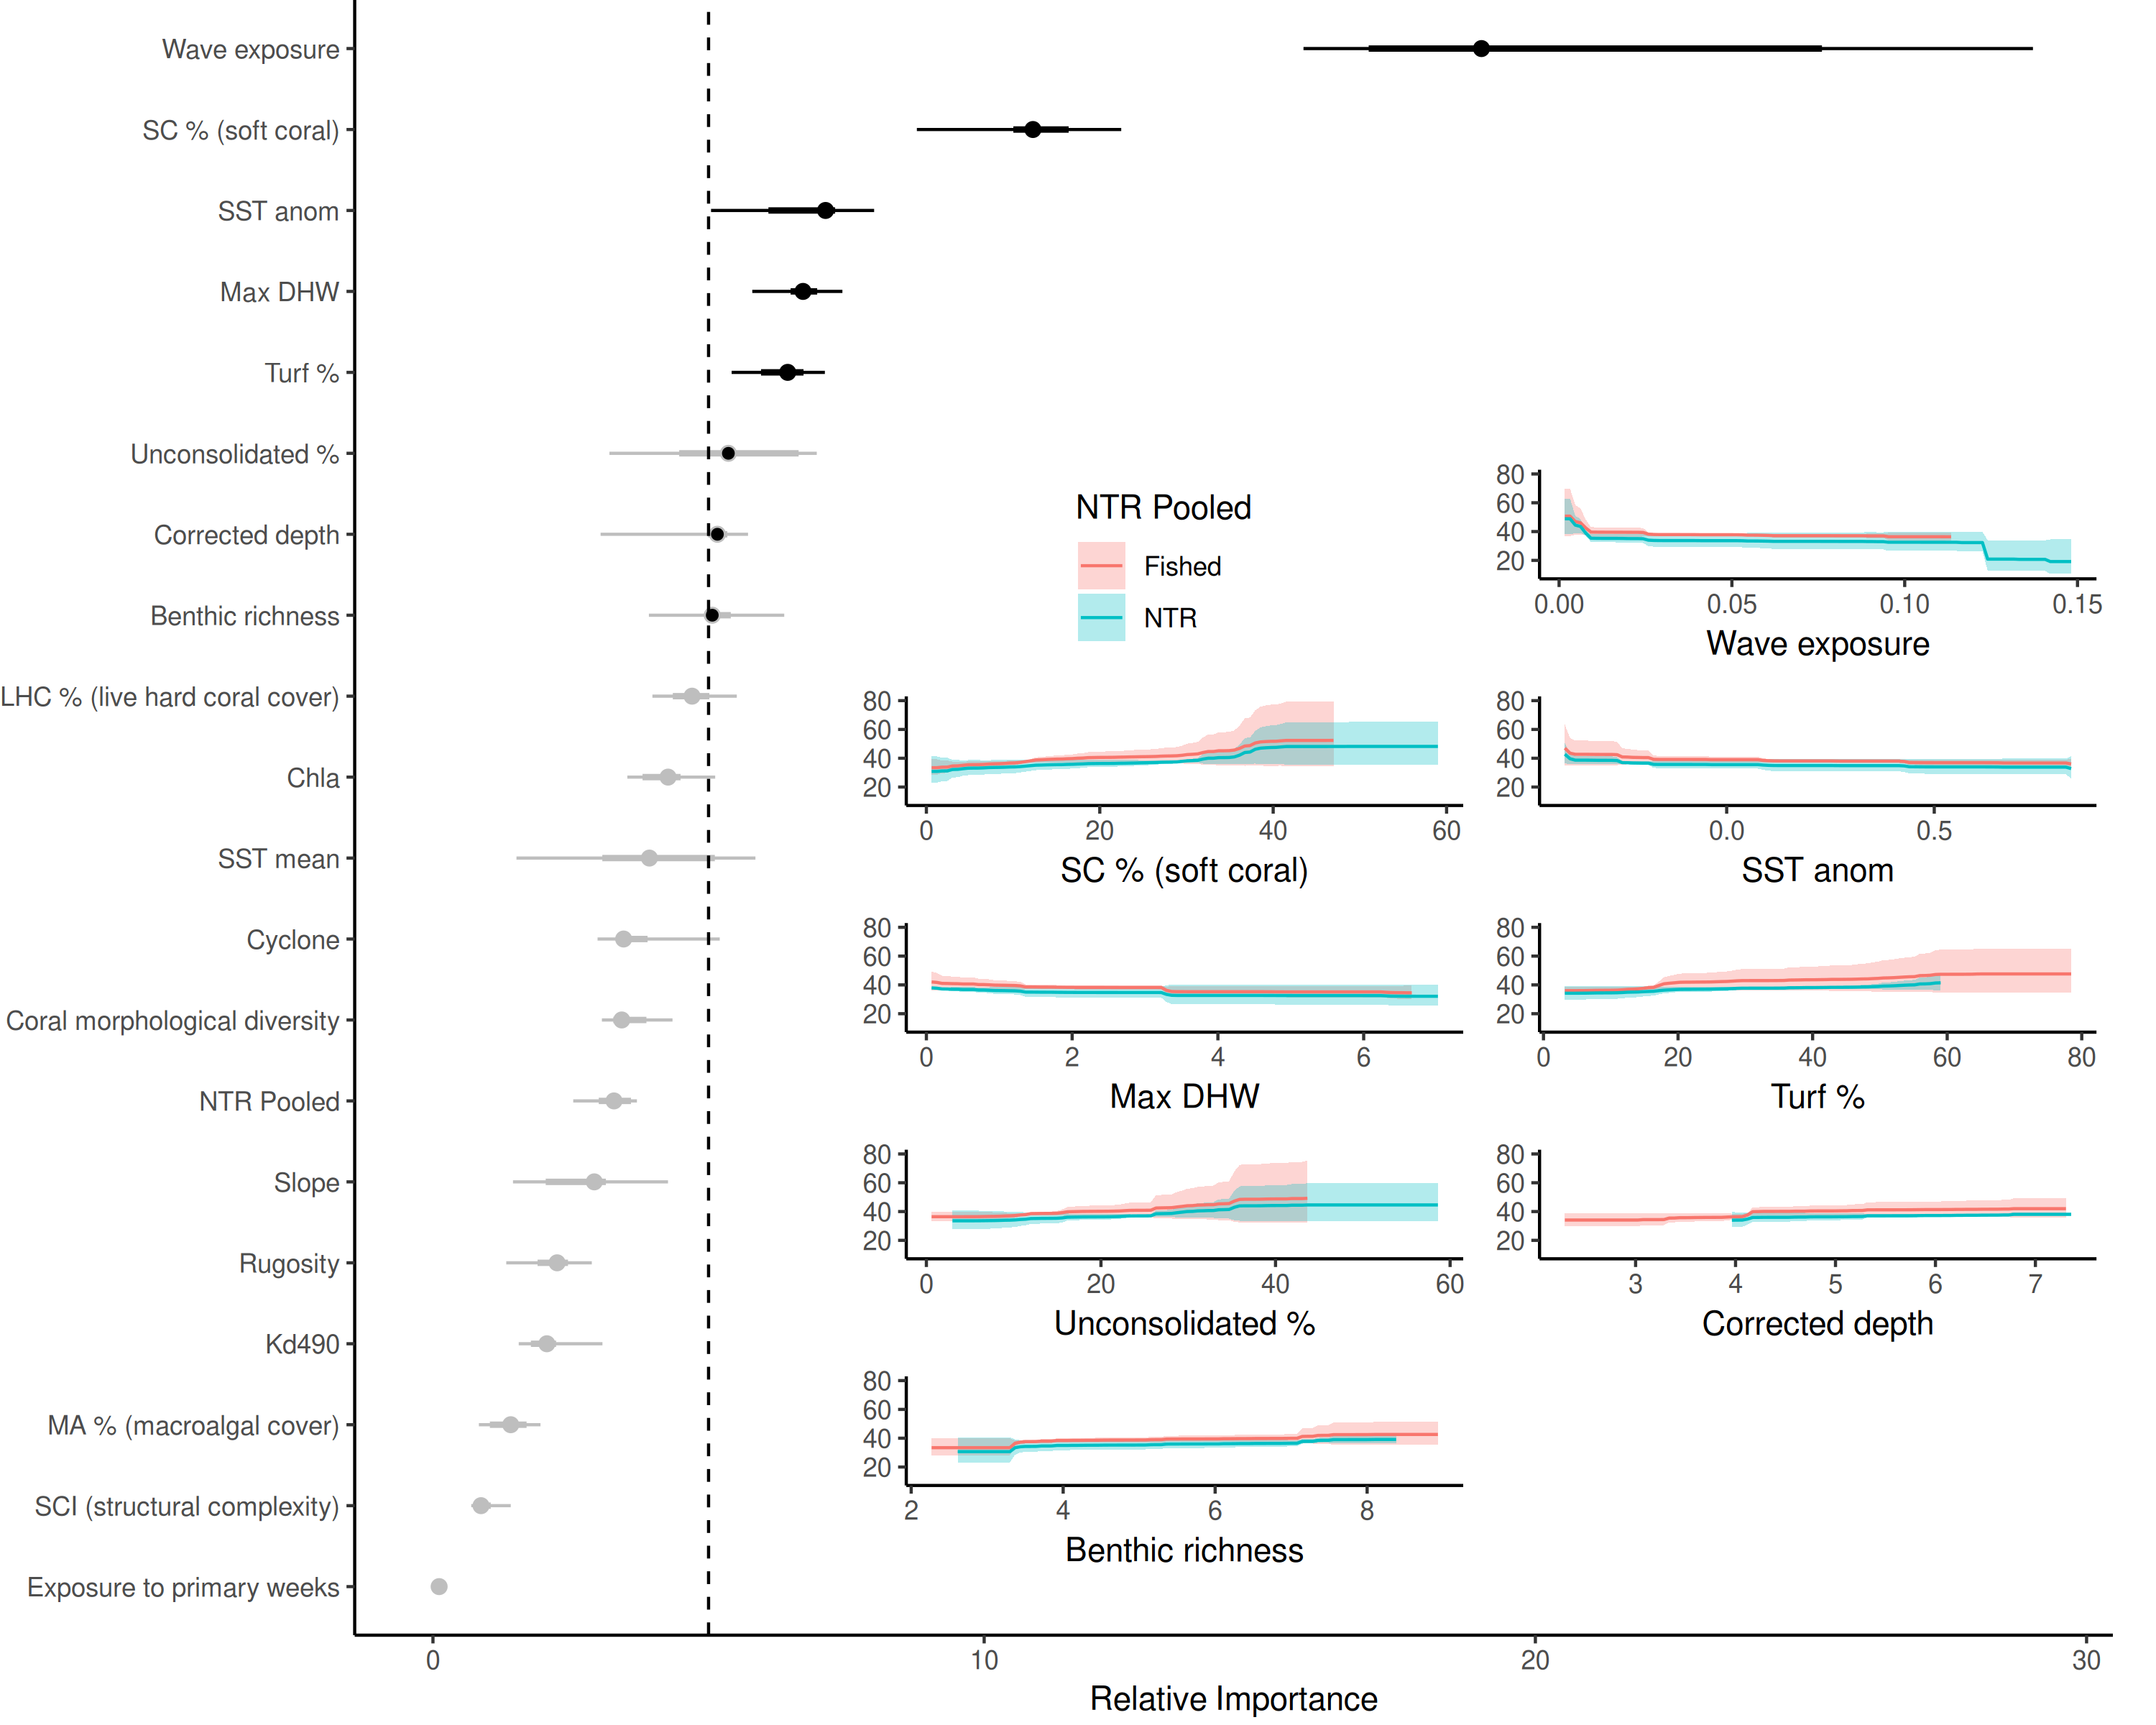 Wave exposure
SC % (soft coral)
SST anom
Max DHW
Turf %
Unconsolidated %
Corrected depth
Benthic richness
LHC % (live hard coral cover)
Chla
SST mean
Cyclone
Coral morphological diversity
NTR Pooled
Slope
Rugosity
Kd490
MA % (macroalgal cover)
SCI (structural complexity)
Exposure to primary weeks
0 10 20 30
Relative Importance
NTR Pooled
Fished
NTR
80
60
40
20
0.00 0.05 0.10 0.15
Wave exposure
80
60
40
20
0 20 40 60
SC % (soft coral)
80
60
40
20
0.0 0.5
SST anom
80
60
40
20
0 2 4 6
Max DHW
80
60
40
20
0 20 40 60 80
Turf %
80
60
40
20
0 20 40 60
Unconsolidated %
80
60
40
20
3 4 5 6 7
Corrected depth
80
60
40
20
2 4 6 8
Benthic richness